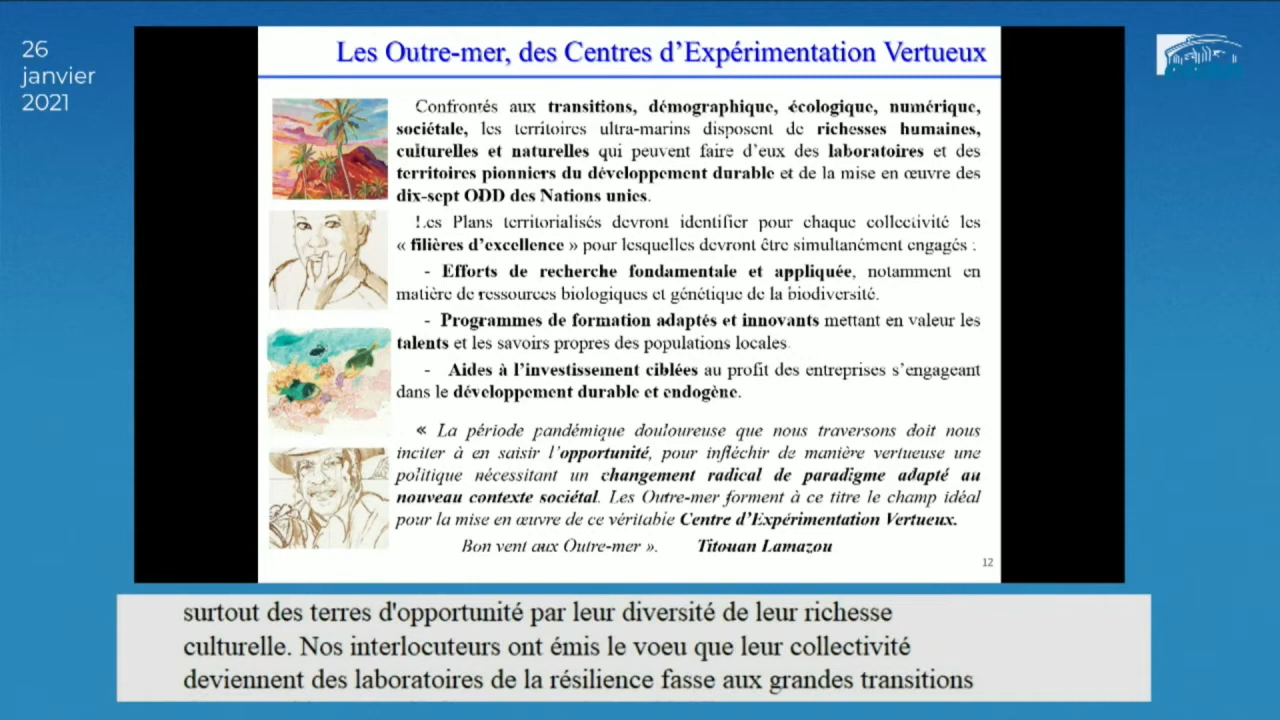 26
janvier
2021
Les Outre-mer, des Centres d'Expérimentation Vertueux
Confrontés aux transitions, démographique, écologique, numérique,
sociétale, les territoires ultra-marins disposent de richesses humaines,
culturelles et naturelles qui peuvent faire d'eux des laboratoires et des
territoires pionniers du développement durable et de la mise en œuvre des
dix-sept ODD des Nations unies.
Les Plans territorialisés devront identifier pour chaque collectivité les
« filières d'excellence » pour lesquelles devront être simultanément engagés :
- Efforts de recherche fondamentale et appliquée, notamment en
matière de ressources biologiques et génétique de la biodiversité.
- Programmes de formation adaptés et innovants mettant en valeur les
talents et les savoirs propres des populations locales.
- Aides à l'investissement ciblées au profit des entreprises s'engageant
dans le développement durable et endogène.
« La période pandémique douloureuse que nous traversons doit nous
inciter à en saisir l'opportunité, pour infléchir de manière vertueuse une
politique nécessitant un changement radical de paradigme adapté au
nouveau contexte sociétal. Les Outre-mer forment à ce titre le champ idéal
pour la mise en œuvre de ce véritable Centre d'Expérimentation Vertueux.
Bon vent aux Outre-mer ». Titouan Lamazou
12
surtout des terres d'opportunité par leur diversité de leur richesse
culturelle. Nos interlocuteurs ont émis le voeu que leur collectivité
deviennent des laboratoires de la résilience fasse aux grandes transitions